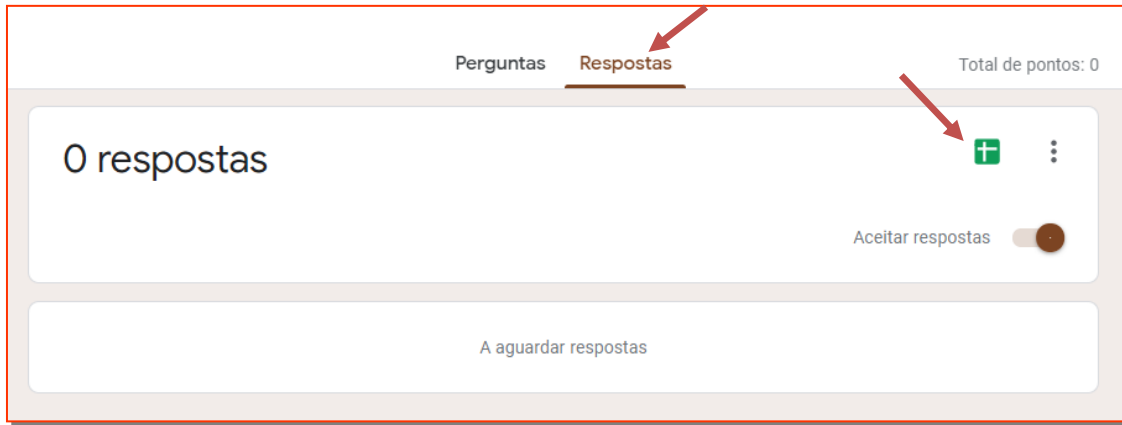 Perguntas Respostas Total de pontos: 0
0 respostas
Aceitar respostas
A aguardar respostas